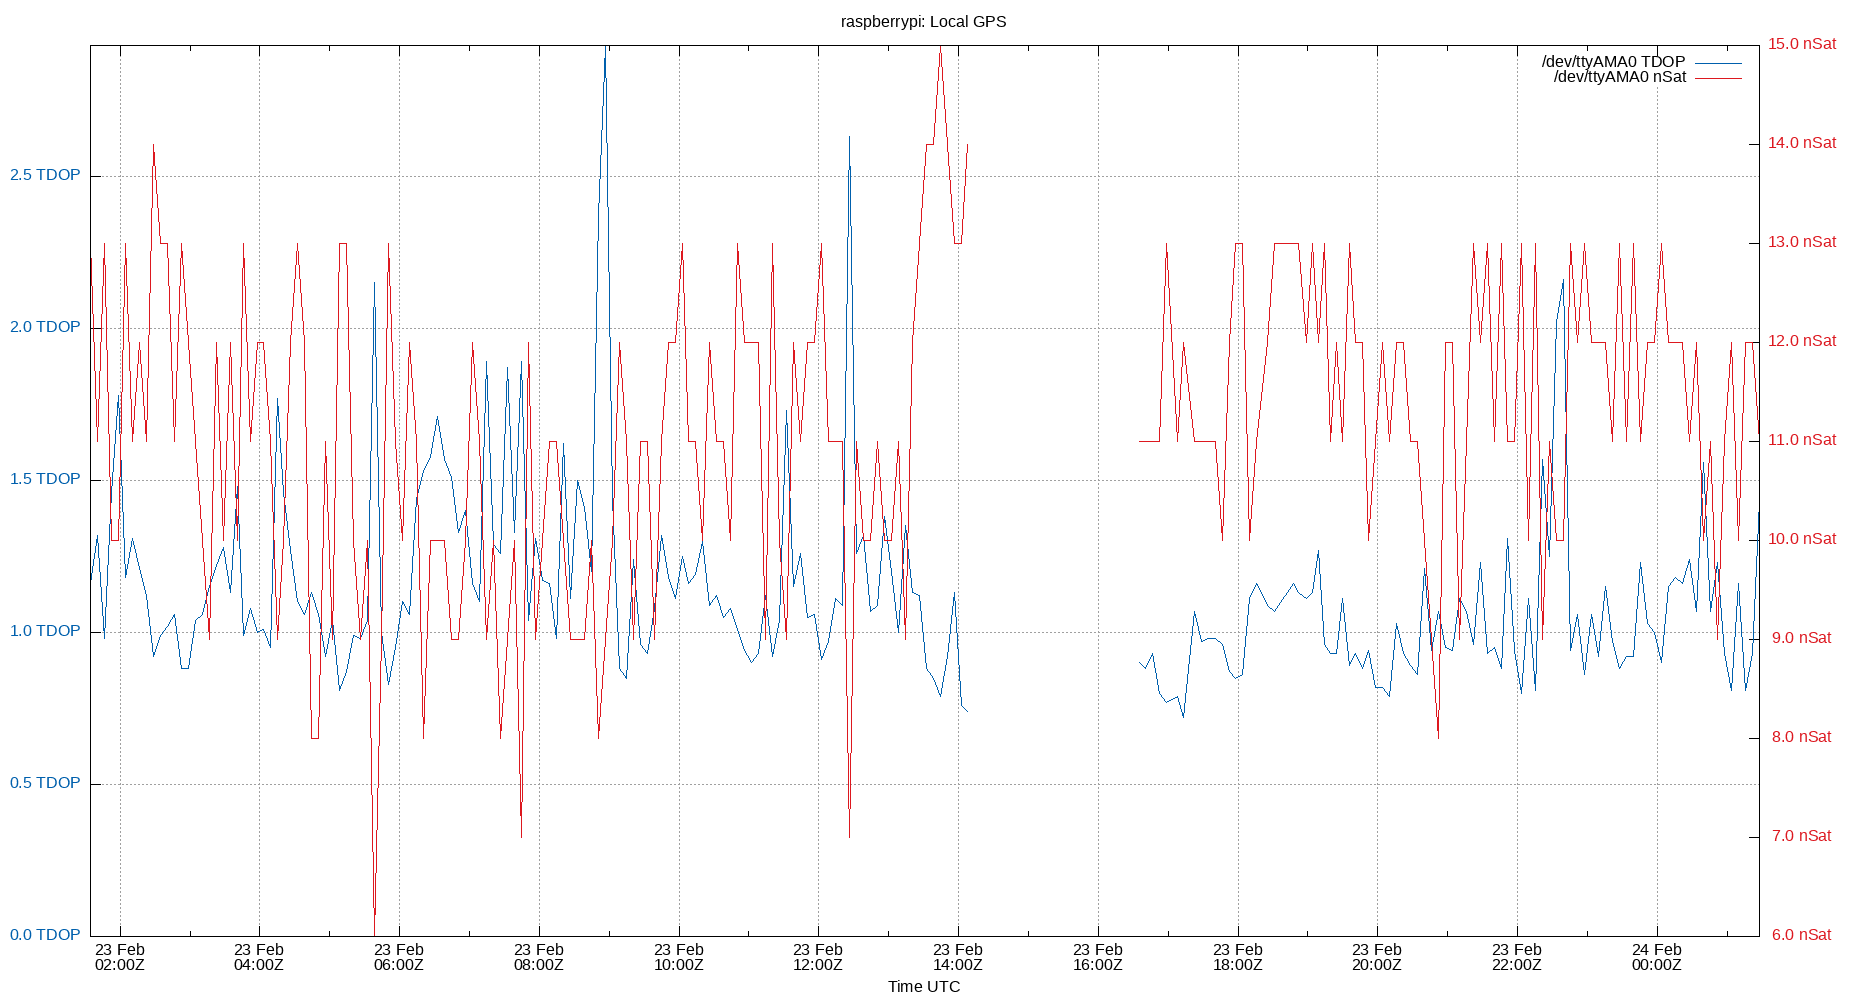 raspberrypi: Local GPS
/dev/ttyAMA0 TDOP
/dev/ttyAMA0 nSat
2.5 TDOP
2.0 TDOP
1.5 TDOP
1.0 TDOP
0.5 TDOP
0.0 TDOP
15.0 nSat
14.0 nSat
13.0 nSat
12.0 nSat
11.0 nSat
10.0 nSat
9.0 nSat
8.0 nSat
7.0 nSat
6.0 nSat
23 Feb
02:00Z
23 Feb
04:00Z
23 Feb
06:00Z
23 Feb
08:00Z
23 Feb
10:00Z
23 Feb
12:00Z
23 Feb
14:00Z
23 Feb
16:00Z
23 Feb
18:00Z
23 Feb
20:00Z
23 Feb
22:00Z
24 Feb
00:00Z
Time UTC